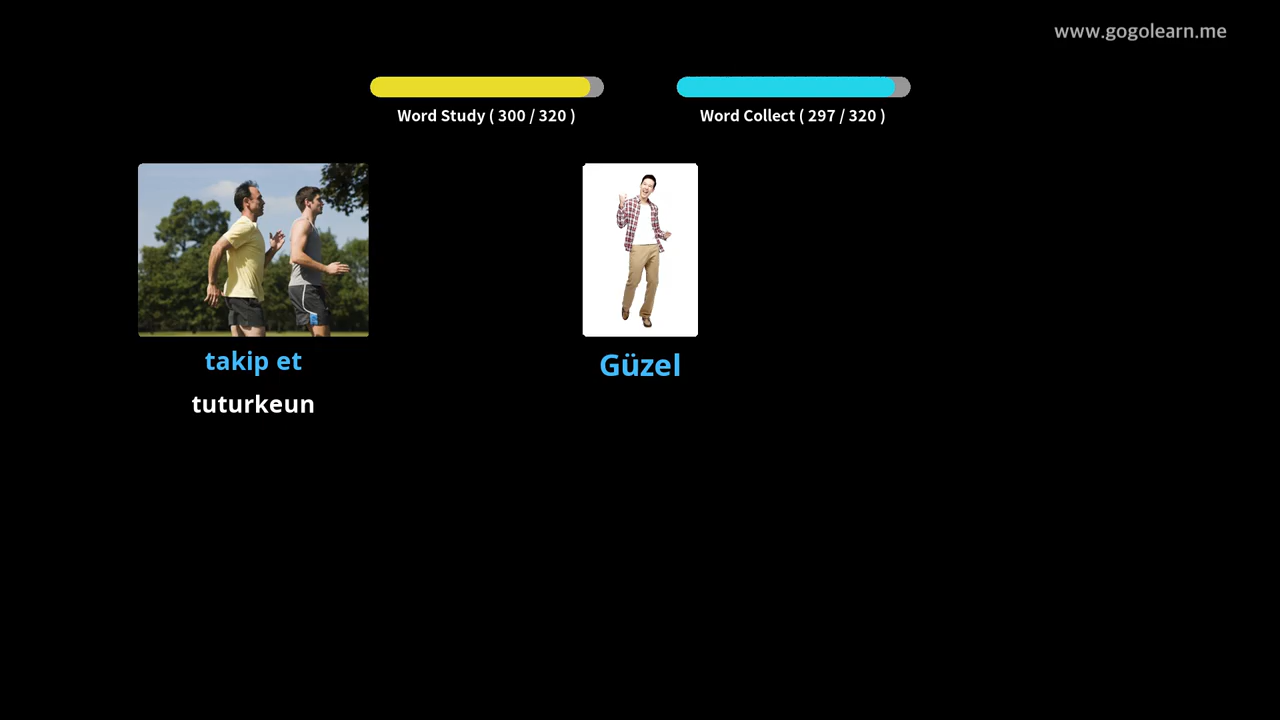 www.gogolearn.me
Word Study ( 300 / 320 )
Word Collect ( 297 / 320 )
takip et
tuturkeun
Güzel